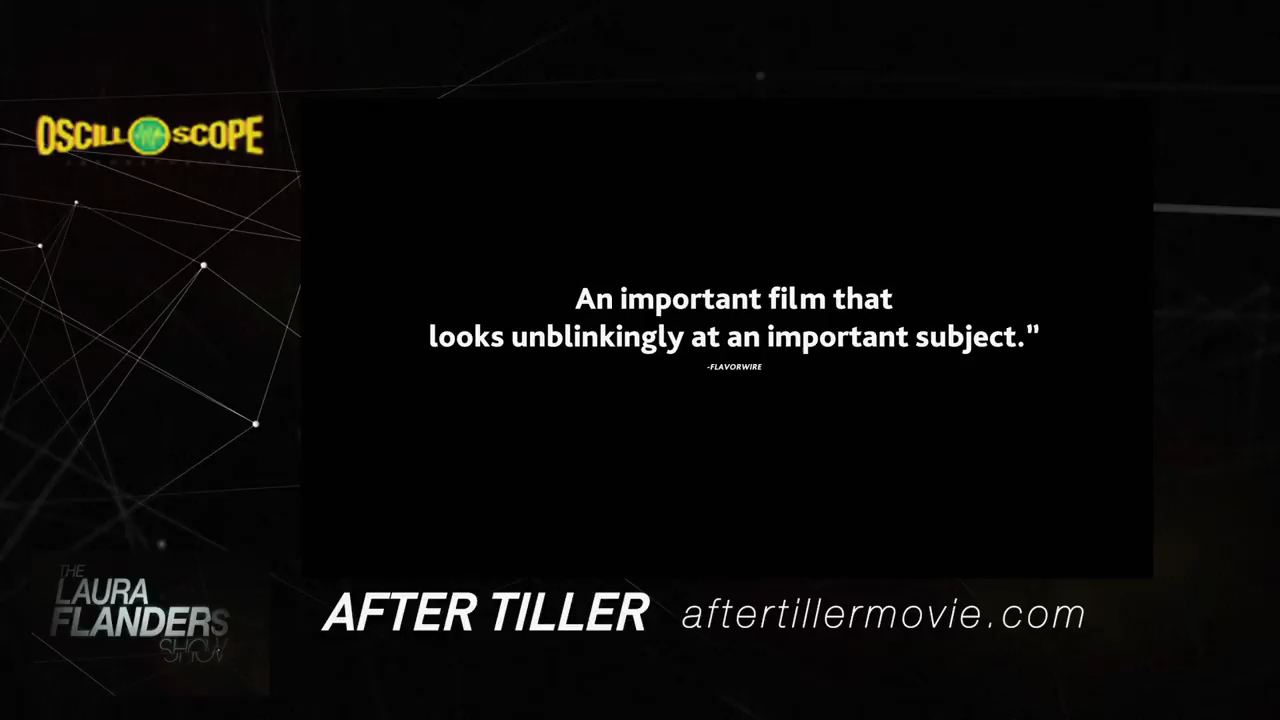 OSCILLOSCOPE
An important film that
looks unblinkingly at an important subject.”
-FLAVORWIRE
THE
LAURA
FLANDERS
SHOW
AFTER TILLER aftertillermovie.com